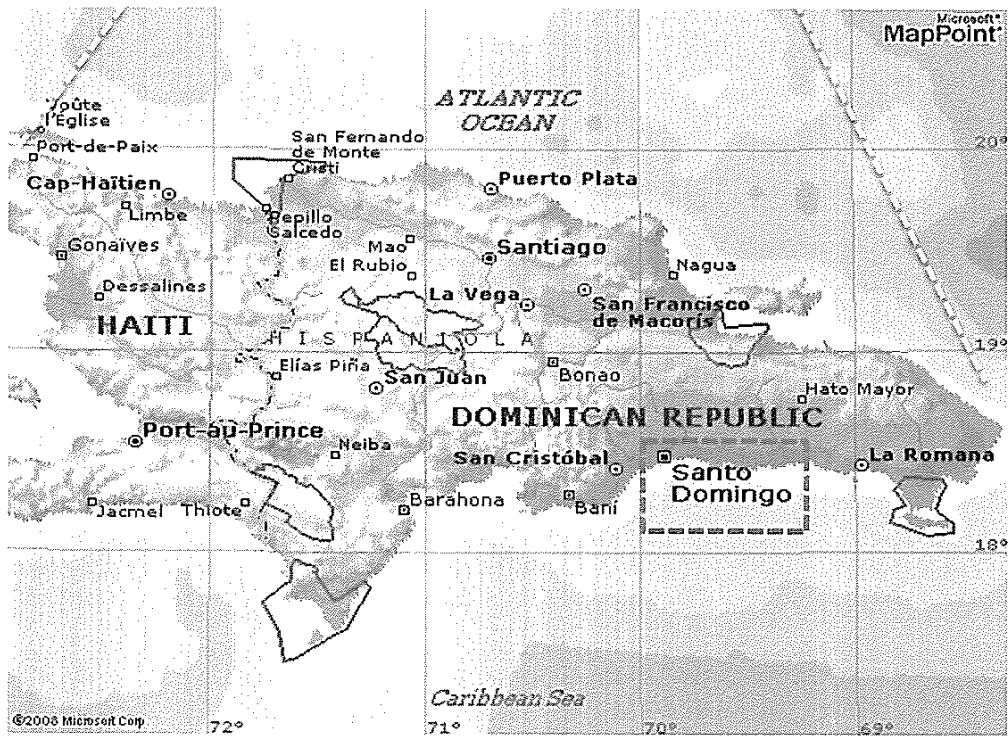 Microsoft®
MapPoint®
ATLANTIC
OCEAN
Voûte
l'Église
Port-de-Paix
San Fernando
de Monte
Cristi
20°
Cap-Haïtien
Puerto Plata
Limbe
Pepillo
Salcedo
Mao
Santiago
Gonaïves
El Rubio
Nagua
Dessalines
La Vega
San Francisco
de Macorís
HAITI
HISPANIOLA
19°
Elías Piña
San Juan
Bonao
Hato Mayor
DOMINICAN REPUBLIC
Port-au-Prince
Neiba
San Cristóbal
Santo
Domingo
La Romana
Jacmel
Thiote
Barahona
Baní
18°
Caribbean Sea
©2008 Microsoft Corp
72°
71°
70°
69°